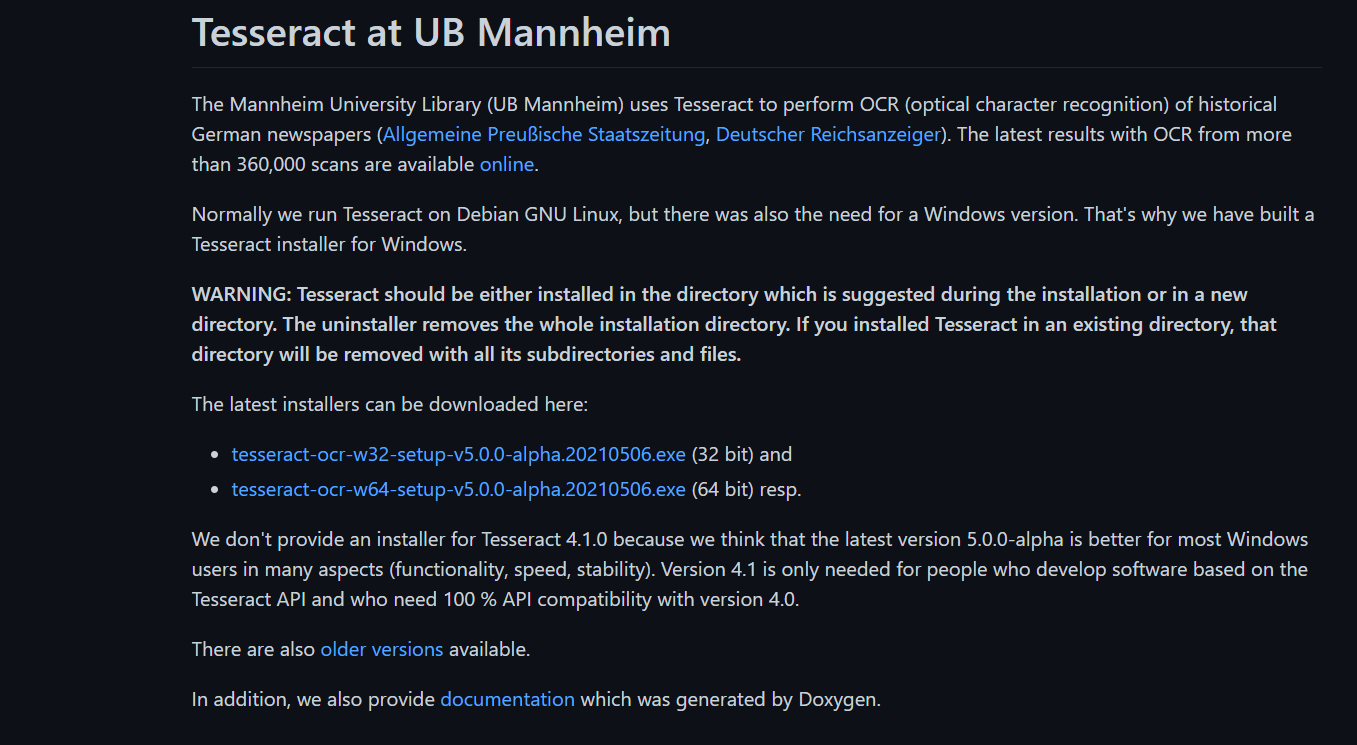 Tesseract at UB Mannheim
The Mannheim University Library (UB Mannheim) uses Tesseract to perform OCR (optical character recognition) of historical
German newspapers (Allgemeine Preußische Staatszeitung, Deutscher Reichsanzeiger). The latest results with OCR from more
than 360,000 scans are available online.
Normally we run Tesseract on Debian GNU Linux, but there was also the need for a Windows version. That's why we have built a
Tesseract installer for Windows.
WARNING: Tesseract should be either installed in the directory which is suggested during the installation or in a new
directory. The uninstaller removes the whole installation directory. If you installed Tesseract in an existing directory, that
directory will be removed with all its subdirectories and files.
The latest installers can be downloaded here:
• tesseract-ocr-w32-setup-v5.0.0-alpha.20210506.exe (32 bit) and
• tesseract-ocr-w64-setup-v5.0.0-alpha.20210506.exe (64 bit) resp.
We don't provide an installer for Tesseract 4.1.0 because we think that the latest version 5.0.0-alpha is better for most Windows
users in many aspects (functionality, speed, stability). Version 4.1 is only needed for people who develop software based on the
Tesseract API and who need 100 % API compatibility with version 4.0.
There are also older versions available.
In addition, we also provide documentation which was generated by Doxygen.